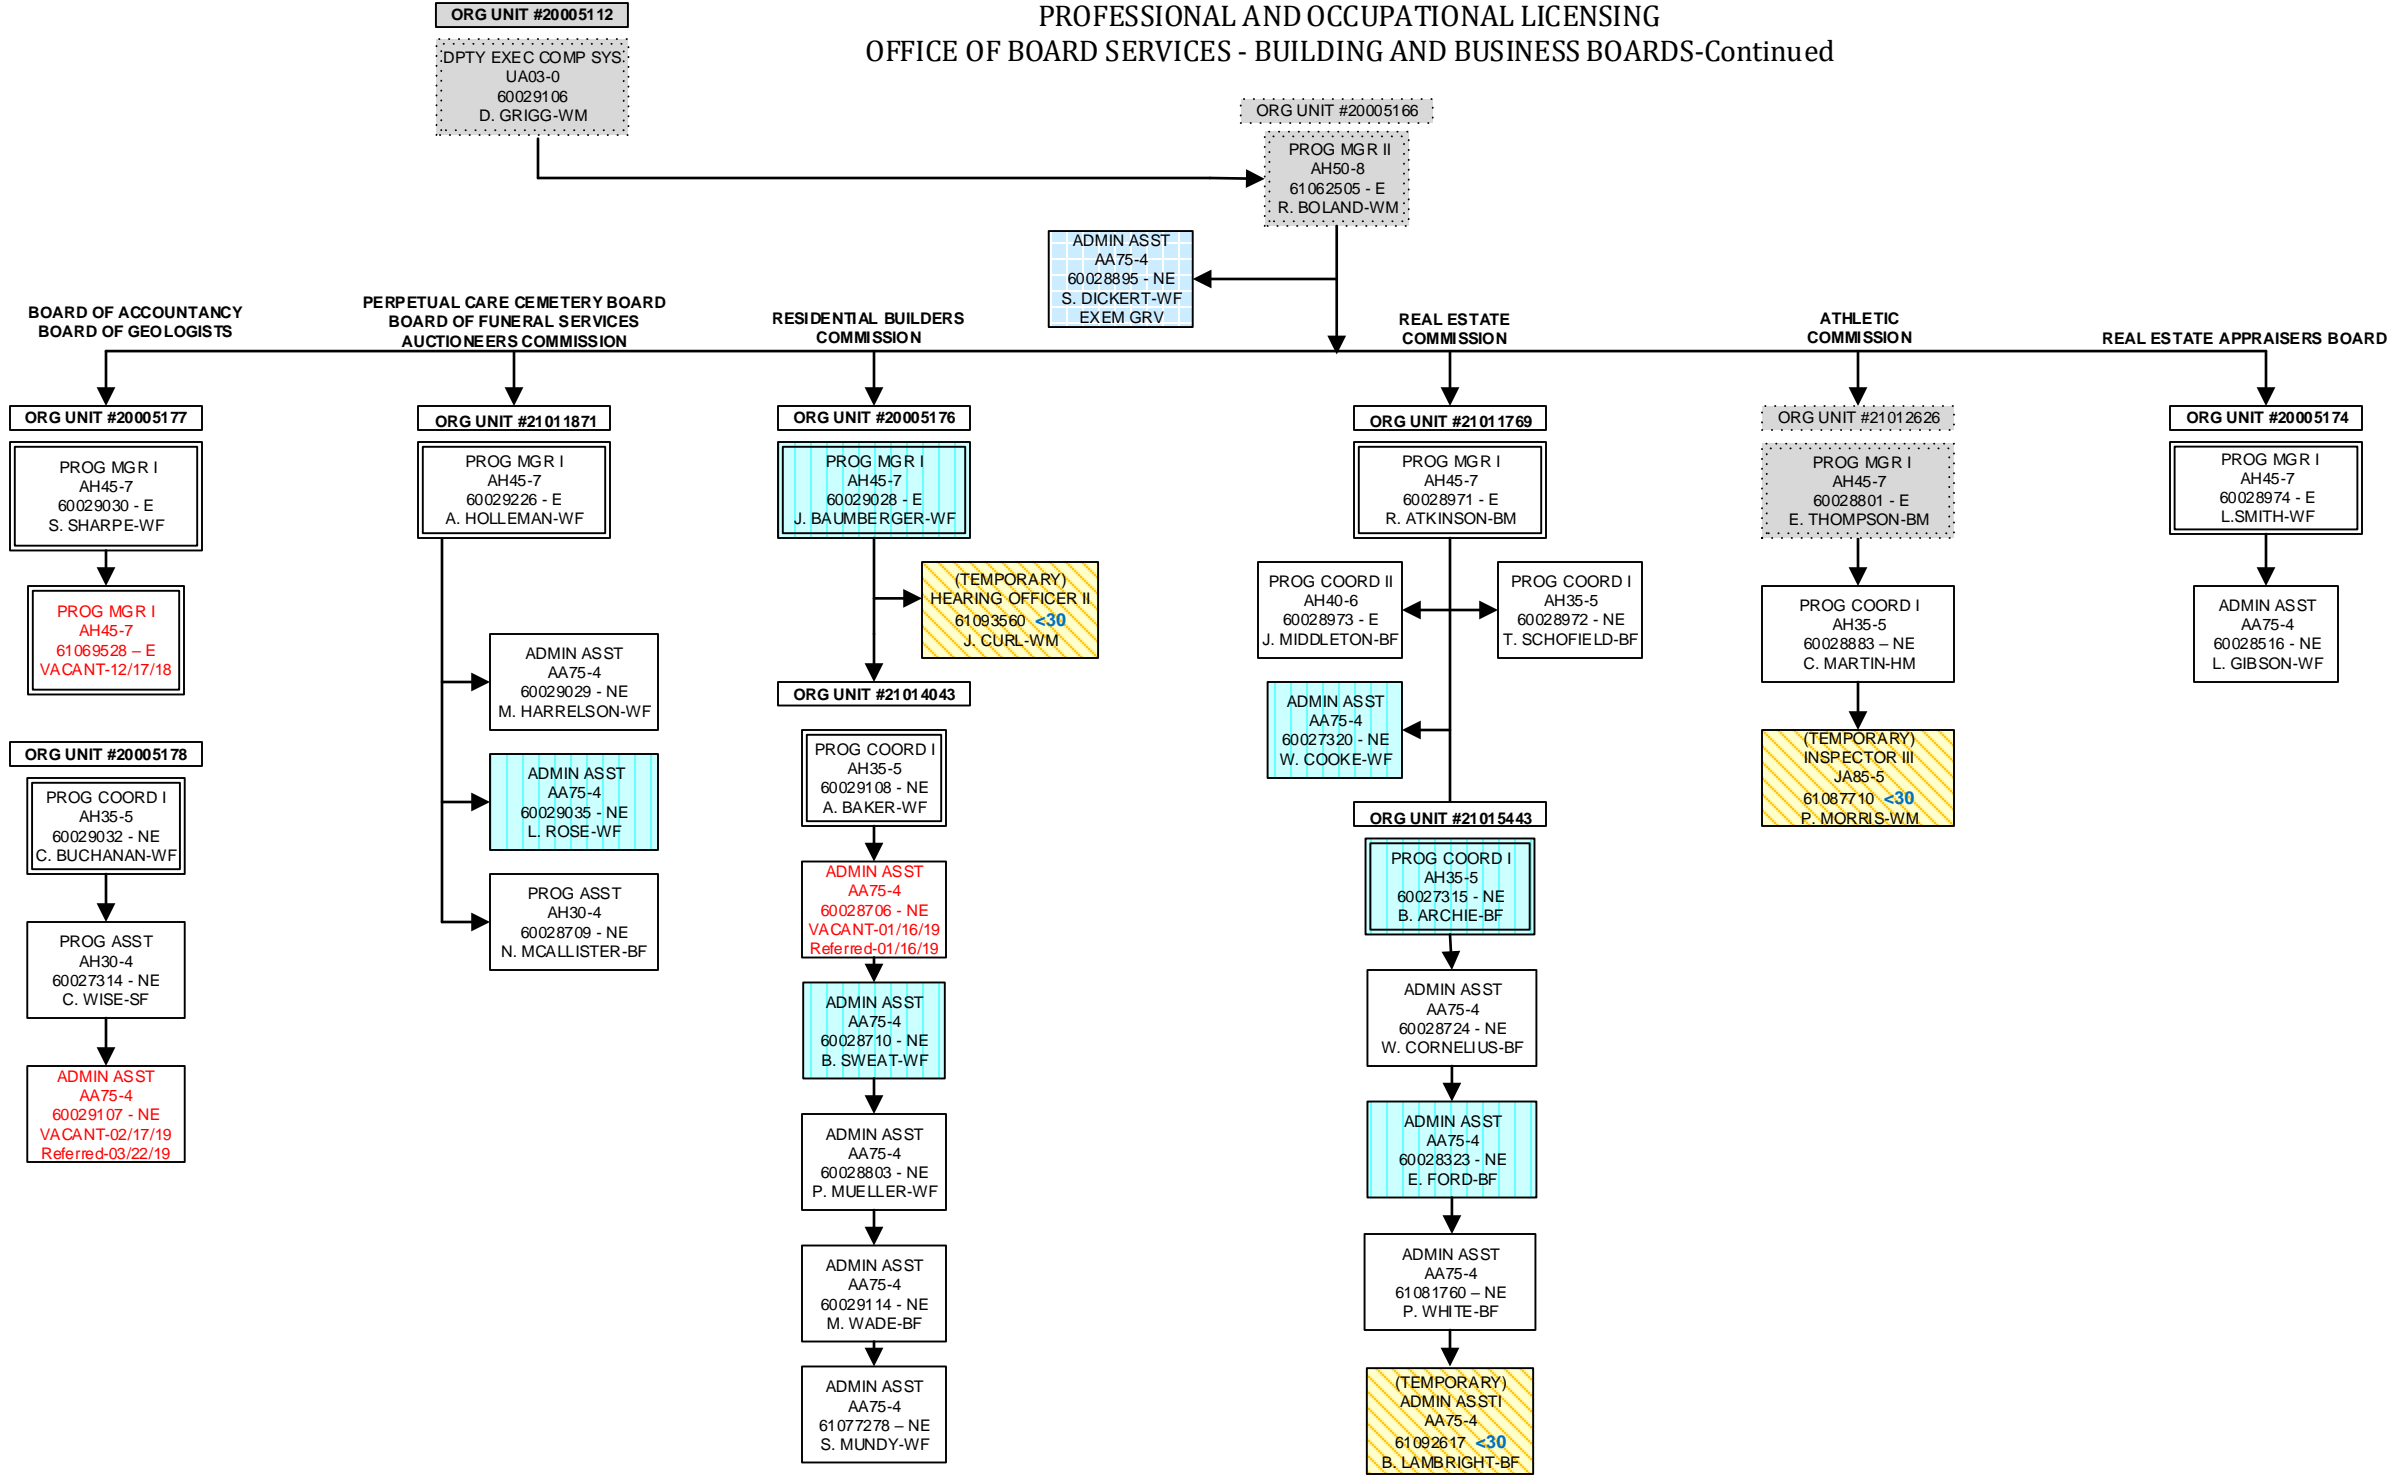 PROFESSIONAL AND OCCUPATIONAL LICENSING
OFFICE OF BOARD SERVICES - BUILDING AND BUSINESS BOARDS-Continued
ORG UNIT #20005112
DPTY EXEC COMP SYS
UA03-0
60029106
D. GRIGG-WM
ORG UNIT #20005166
PROG MGR II
AH50-8
61062505 - E
R. BOLAND-WM
ADMIN ASST
AA75-4
60028895 - NE
S. DICKERT-WF
EXEM GRV
BOARD OF ACCOUNTANCY
BOARD OF GEOLOGISTS
ORG UNIT #20005177
PROG MGR I
AH45-7
60029030 - E
S. SHARPE-WF
PROG MGR I
AH45-7
61069528 – E
VACANT-12/17/18
ORG UNIT #20005178
PROG COORD I
AH35-5
60029032 - NE
C. BUCHANAN-WF
PROG ASST
AH30-4
60027314 - NE
C. WISE-SF
ADMIN ASST
AA75-4
60029107 - NE
VACANT-02/17/19
Referred-03/22/19
PERPETUAL CARE CEMETERY BOARD
BOARD OF FUNERAL SERVICES
AUCTIONEERS COMMISSION
ORG UNIT #21011871
PROG MGR I
AH45-7
60029226 - E
A. HOLLEMAN-WF
ADMIN ASST
AA75-4
60029029 - NE
M. HARRELSON-WF
ADMIN ASST
AA75-4
60029035 - NE
L. ROSE-WF
PROG ASST
AH30-4
60028709 - NE
N. MCALLISTER-BF
RESIDENTIAL BUILDERS
COMMISSION
ORG UNIT #20005176
PROG MGR I
AH45-7
60029028 - E
J. BAUMBERGER-WF
(TEMPORARY)
HEARING OFFICER II
61093560 <30
J. CURL-WM
ORG UNIT #21014043
PROG COORD I
AH35-5
60029108 - NE
A. BAKER-WF
ADMIN ASST
AA75-4
60028706 - NE
VACANT-01/16/19
Referred-01/16/19
ADMIN ASST
AA75-4
60028710 - NE
B. SWEAT-WF
ADMIN ASST
AA75-4
60028803 - NE
P. MUELLER-WF
ADMIN ASST
AA75-4
60029114 - NE
M. WADE-BF
ADMIN ASST
AA75-4
61077278 – NE
S. MUNDY-WF
REAL ESTATE
COMMISSION
ORG UNIT #21011769
PROG MGR I
AH45-7
60028971 - E
R. ATKINSON-BM
PROG COORD II
AH40-6
60028973 - E
J. MIDDLETON-BF
PROG COORD I
AH35-5
60028972 - NE
T. SCHOFIELD-BF
ADMIN ASST
AA75-4
60027320 - NE
W. COOKE-WF
ORG UNIT #21015443
PROG COORD I
AH35-5
60027315 - NE
B. ARCHIE-BF
ADMIN ASST
AA75-4
60028724 - NE
W. CORNELIUS-BF
ADMIN ASST
AA75-4
60028323 - NE
E. FORD-BF
ADMIN ASST
AA75-4
61081760 – NE
P. WHITE-BF
(TEMPORARY)
ADMIN ASSTI
AA75-4
61092617 <30
B. LAMBRIGHT-BF
ATHLETIC
COMMISSION
ORG UNIT #21012626
PROG MGR I
AH45-7
60028801 - E
E. THOMPSON-BM
PROG COORD I
AH35-5
60028883 – NE
C. MARTIN-HM
(TEMPORARY)
INSPECTOR III
JA85-5
61087710 <30
P. MORRIS-WM
REAL ESTATE APPRAISERS BOARD
ORG UNIT #20005174
PROG MGR I
AH45-7
60028974 - E
L.SMITH-WF
ADMIN ASST
AA75-4
60028516 - NE
L. GIBSON-WF